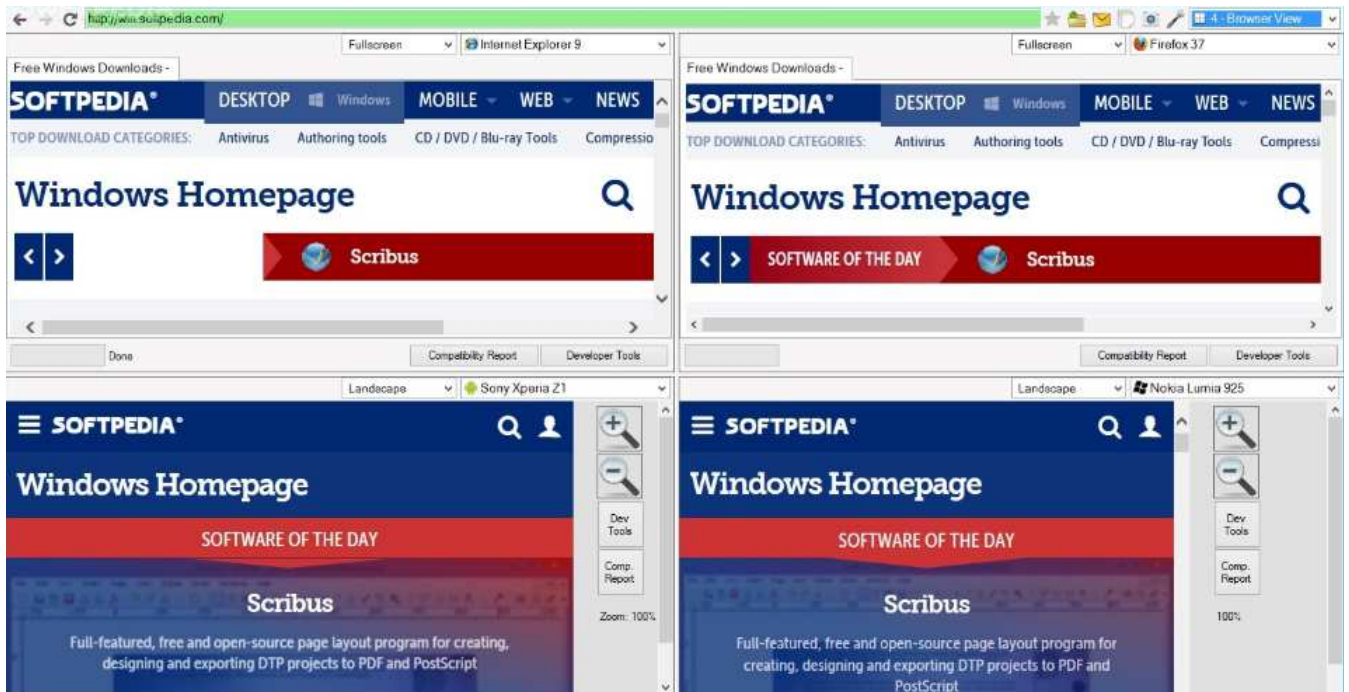 http://win.softpedia.com/
4 - Browser View
Fullscreen
Internet Explorer 9
Free Windows Downloads -
SOFTPEDIA®
DESKTOP Windows MOBILE WEB NEWS
TOP DOWNLOAD CATEGORIES: Antivirus Authoring tools CD / DVD / Blu-ray Tools Compressio
Windows Homepage
Scribus
Done
Compatibility Report
Developer Tools
Fullscreen
Firefox 37
Free Windows Downloads -
SOFTPEDIA®
DESKTOP Windows MOBILE WEB NEWS
TOP DOWNLOAD CATEGORIES: Antivirus Authoring tools CD / DVD / Blu-ray Tools Compressi
Windows Homepage
SOFTWARE OF THE DAY Scribus
Compatibility Report
Developer Tools
Landscape
Sony Xperia Z1
SOFTPEDIA®
Windows Homepage
SOFTWARE OF THE DAY
Scribus
Full-featured, free and open-source page layout program for creating,
designing and exporting DTP projects to PDF and PostScript
Dev
Tools
Comp.
Report
Zoom: 100%
Landscape
Nokia Lumia 925
SOFTPEDIA®
Windows Homepage
SOFTWARE OF THE DAY
Scribus
Full-featured, free and open-source page layout program for
creating, designing and exporting DTP projects to PDF and
PostScript
Dev
Tools
Comp.
Report
100%